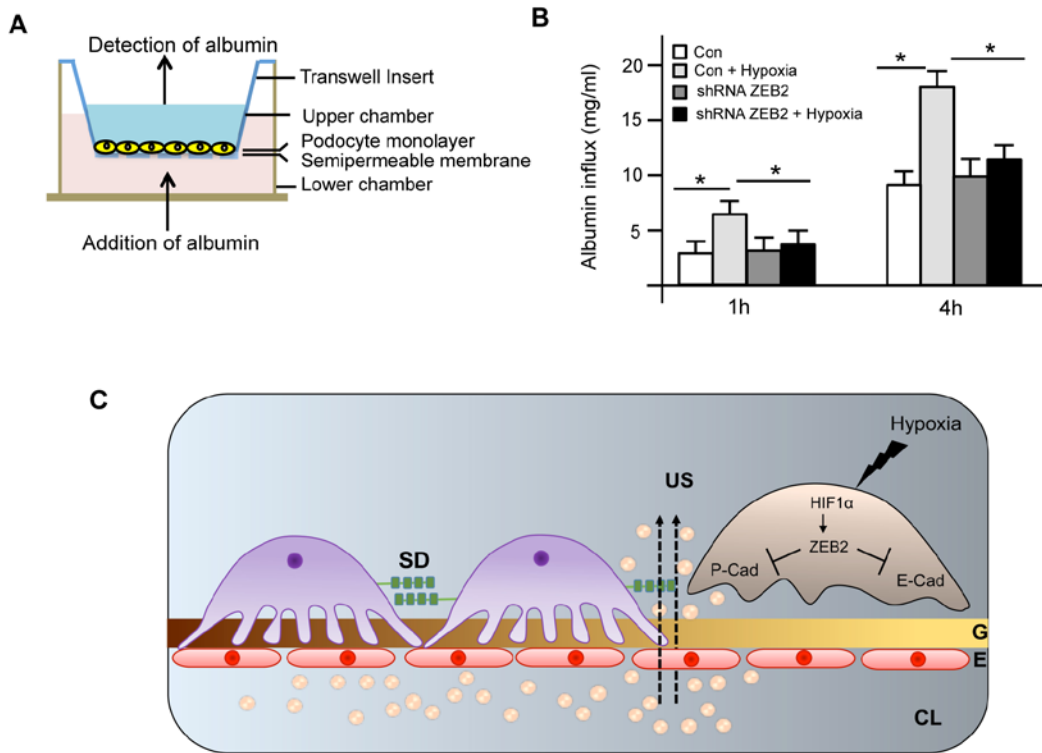 A
Detection of albumin
Transwell Insert
Upper chamber
Podocyte monolayer
Semipermeable membrane
Lower chamber
Addition of albumin
B
Albumin influx (mg/ml)
20
15
10
5
Con
Con + Hypoxia
shRNA ZEB2
shRNA ZEB2 + Hypoxia
* *
* *
1h 4h
C
Hypoxia
US
HIF1α
SD
ZEB2
P-Cad
E-Cad
G
E
CL